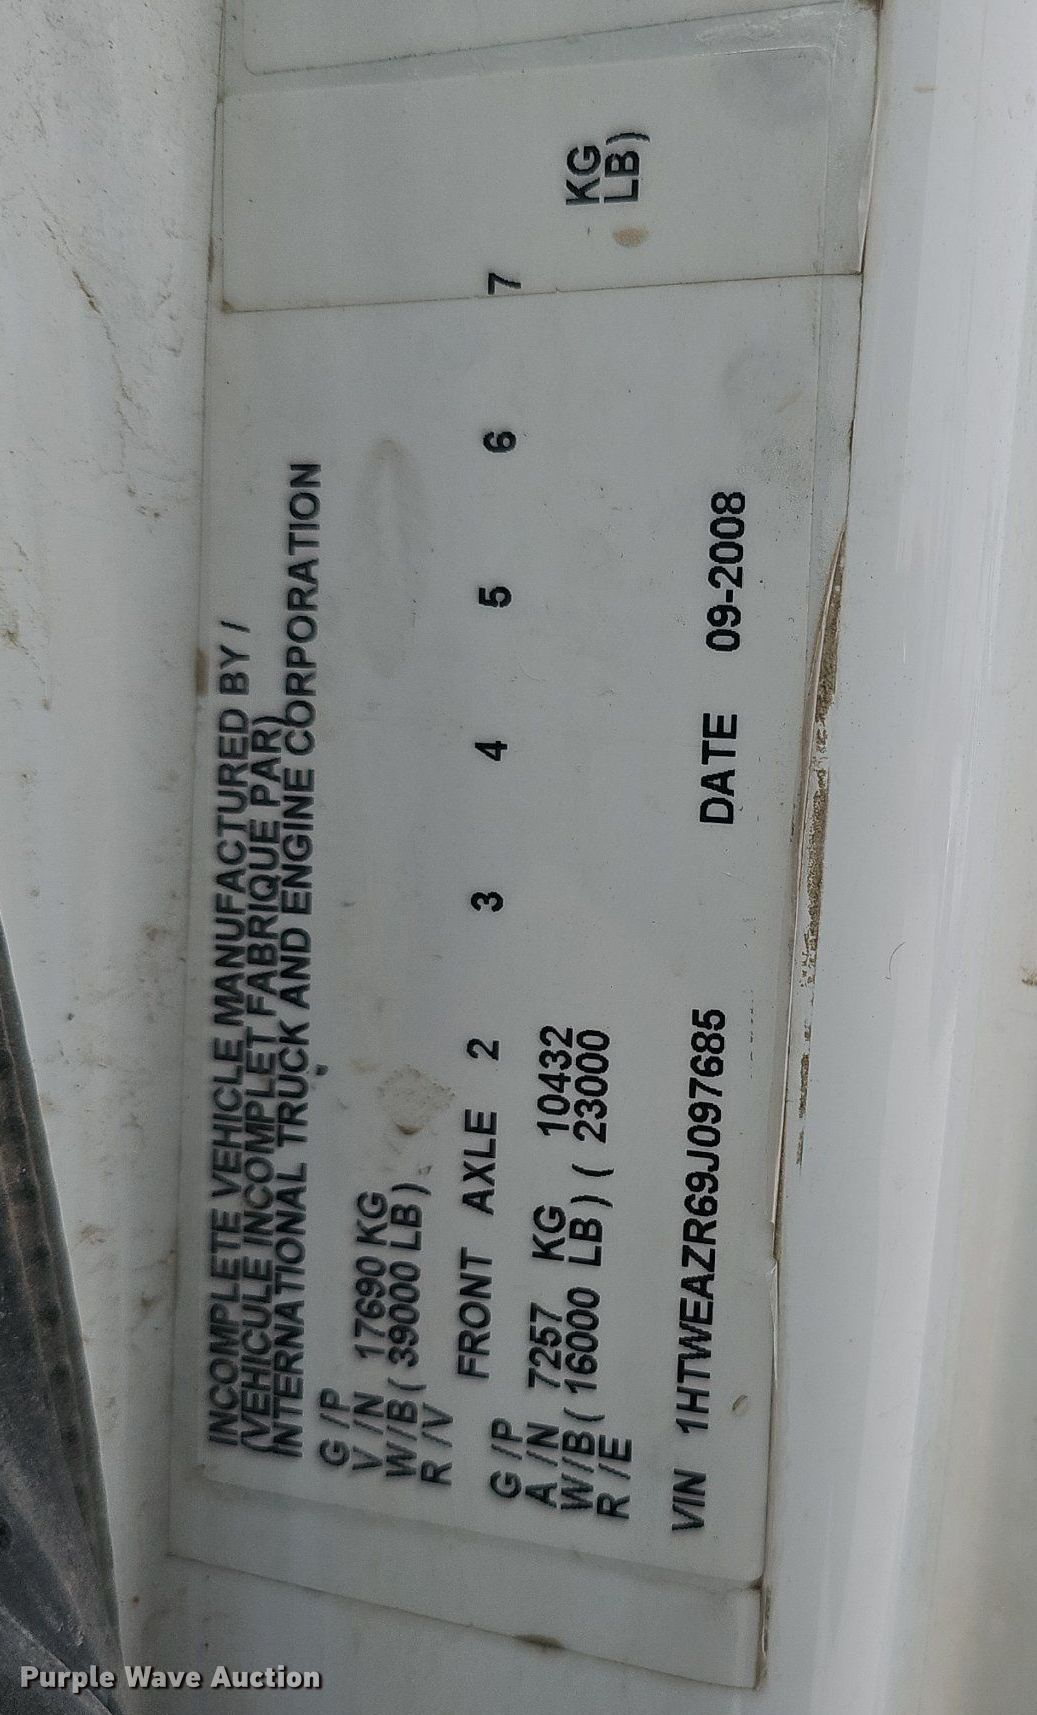 INCOMPLETE VEHICLE MANUFACTURED BY /
(VEHICULE INCOMPLET FABRIQUE PAR)
INTERNATIONAL TRUCK AND ENGINE CORPORATION
G /P
V /N 17690 KG
W/B ( 39000 LB )
R /V
FRONT AXLE 2 3 4 5 6 7
G /P
A /N 7257 KG 10432 KG
W/B ( 16000 LB ) ( 23000 LB )
R /E
VIN 1HTWEAZR69J097685 DATE 09-2008
Purple Wave Auction